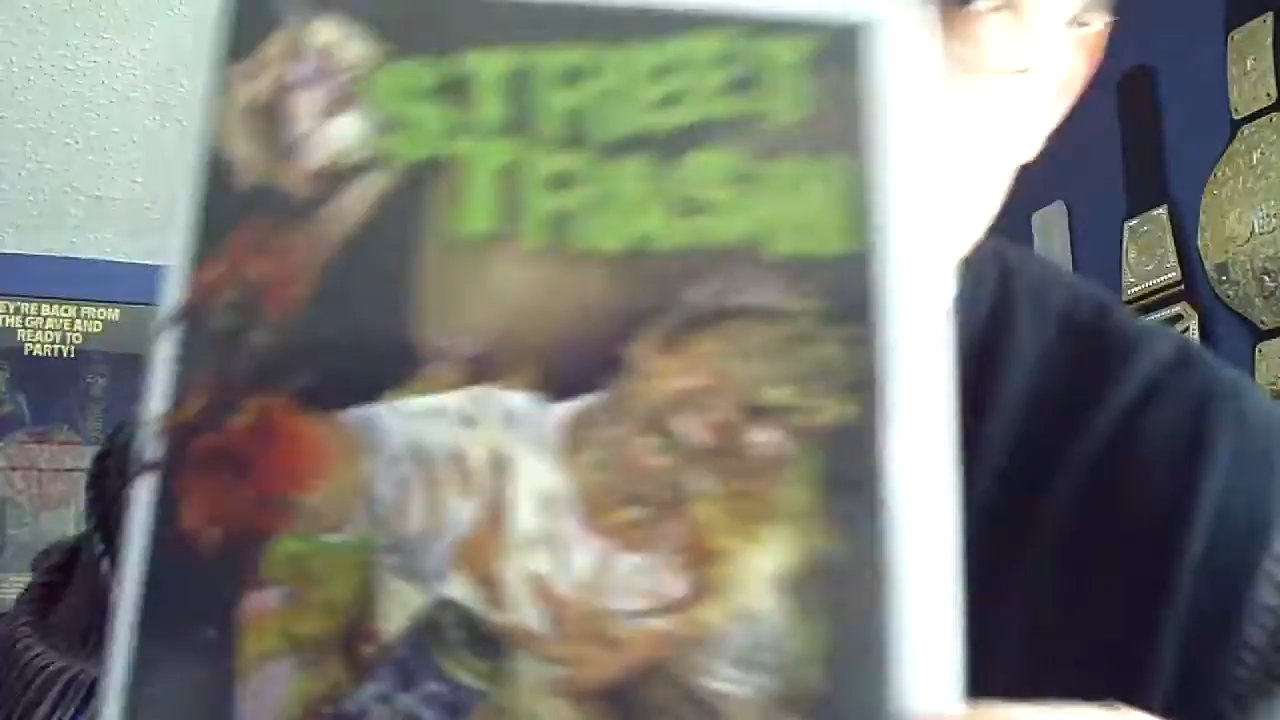 STREET
TRASH
EY'RE BACK FROM
THE GRAVE AND
READY TO
PARTY!